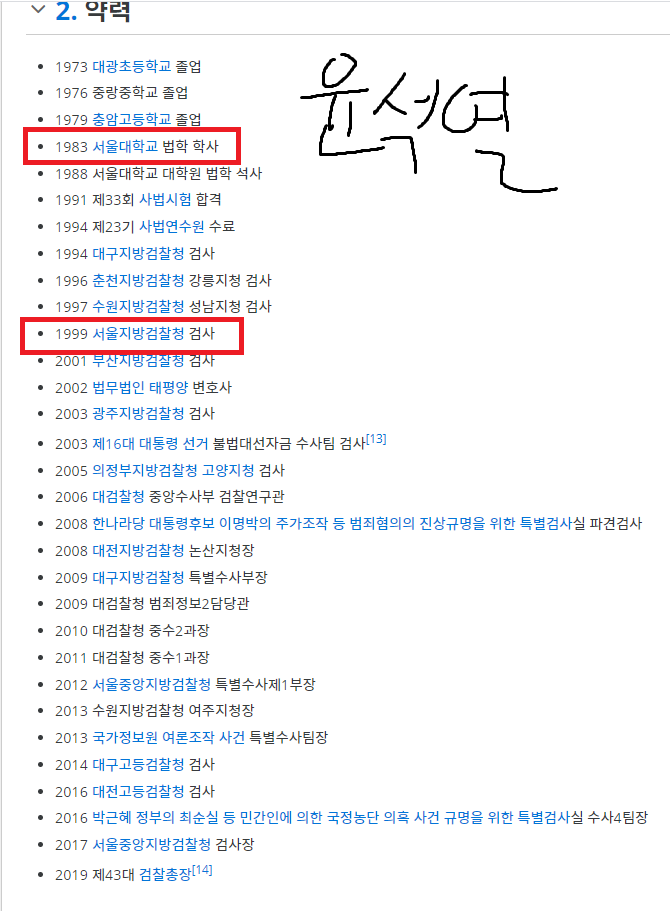 2. 약력
윤석열
1973 대광초등학교 졸업
1976 중랑중학교 졸업
1979 충암고등학교 졸업
1983 서울대학교 법학 학사
1988 서울대학교 대학원 법학 석사
1991 제33회 사법시험 합격
1994 제23기 사법연수원 수료
1994 대구지방검찰청 검사
1996 춘천지방검찰청 강릉지청 검사
1997 수원지방검찰청 성남지청 검사
1999 서울지방검찰청 검사
2001 부산지방검찰청 검사
2002 법무법인 태평양 변호사
2003 광주지방검찰청 검사
2003 제16대 대통령 선거 불법대선자금 수사팀 검사[13]
2005 의정부지방검찰청 고양지청 검사
2006 대검찰청 중앙수사부 검찰연구관
2008 한나라당 대통령후보 이명박의 주가조작 등 범죄혐의의 진상규명을 위한 특별검사실 파견검사
2008 대전지방검찰청 논산지청장
2009 대구지방검찰청 특별수사부장
2009 대검찰청 범죄정보2담당관
2010 대검찰청 중수2과장
2011 대검찰청 중수1과장
2012 서울중앙지방검찰청 특별수사제1부장
2013 수원지방검찰청 여주지청장
2013 국가정보원 여론조작 사건 특별수사팀장
2014 대구고등검찰청 검사
2016 대전고등검찰청 검사
2016 박근혜 정부의 최순실 등 민간인에 의한 국정농단 의혹 사건 규명을 위한 특별검사실 수사4팀장
2017 서울중앙지방검찰청 검사장
2019 제43대 검찰총장[14]